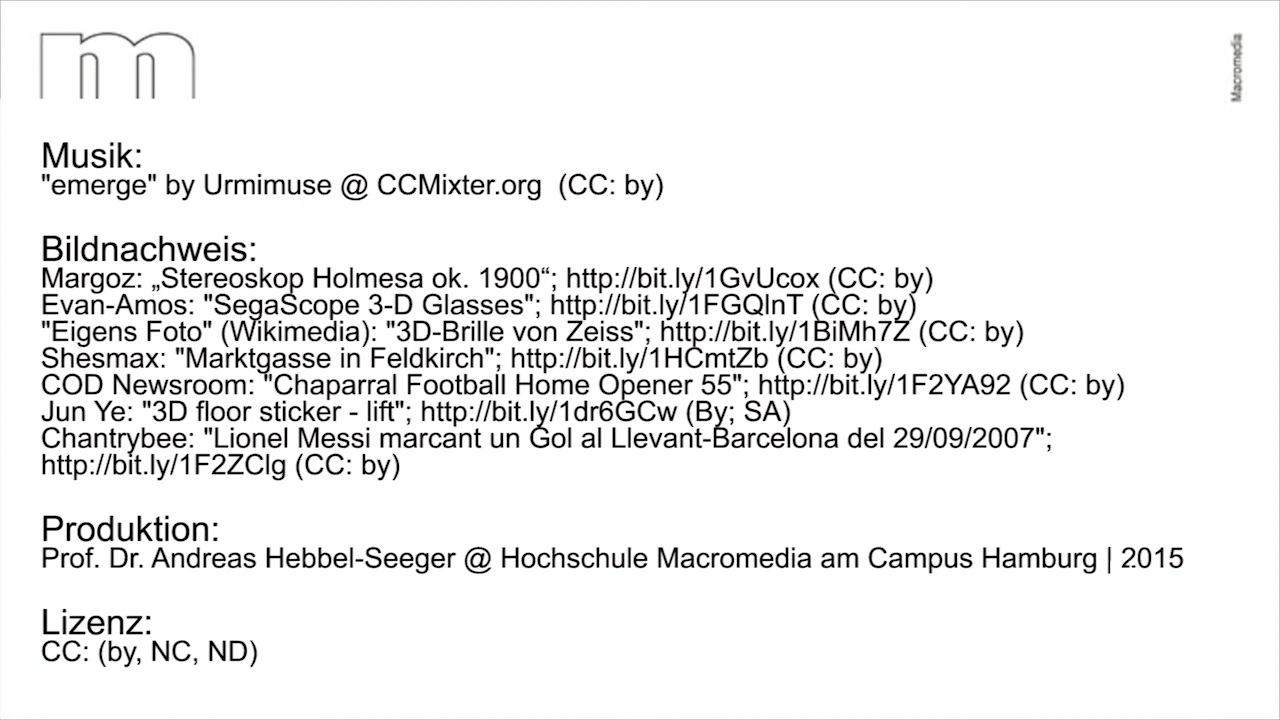 m
Macromedia
Musik:
"emerge" by Urmimuse @ CCMixter.org (CC: by)
Bildnachweis:
Margoz: „Stereoskop Holmesa ok. 1900“; http://bit.ly/1GvUcox (CC: by)
Evan-Amos: "SegaScope 3-D Glasses"; http://bit.ly/1FGQlnT (CC: by)
"Eigens Foto" (Wikimedia): "3D-Brille von Zeiss"; http://bit.ly/1BiMh7Z (CC: by)
Shesmax: "Marktgasse in Feldkirch"; http://bit.ly/1HCmtZb (CC: by)
COD Newsroom: "Chaparral Football Home Opener 55"; http://bit.ly/1F2YA92 (CC: by)
Jun Ye: "3D floor sticker - lift"; http://bit.ly/1dr6GCw (By; SA)
Chantrybee: "Lionel Messi marcant un Gol al Llevant-Barcelona del 29/09/2007";
http://bit.ly/1F2ZClg (CC: by)
Produktion:
Prof. Dr. Andreas Hebbel-Seeger @ Hochschule Macromedia am Campus Hamburg | 2015
Lizenz:
CC: (by, NC, ND)